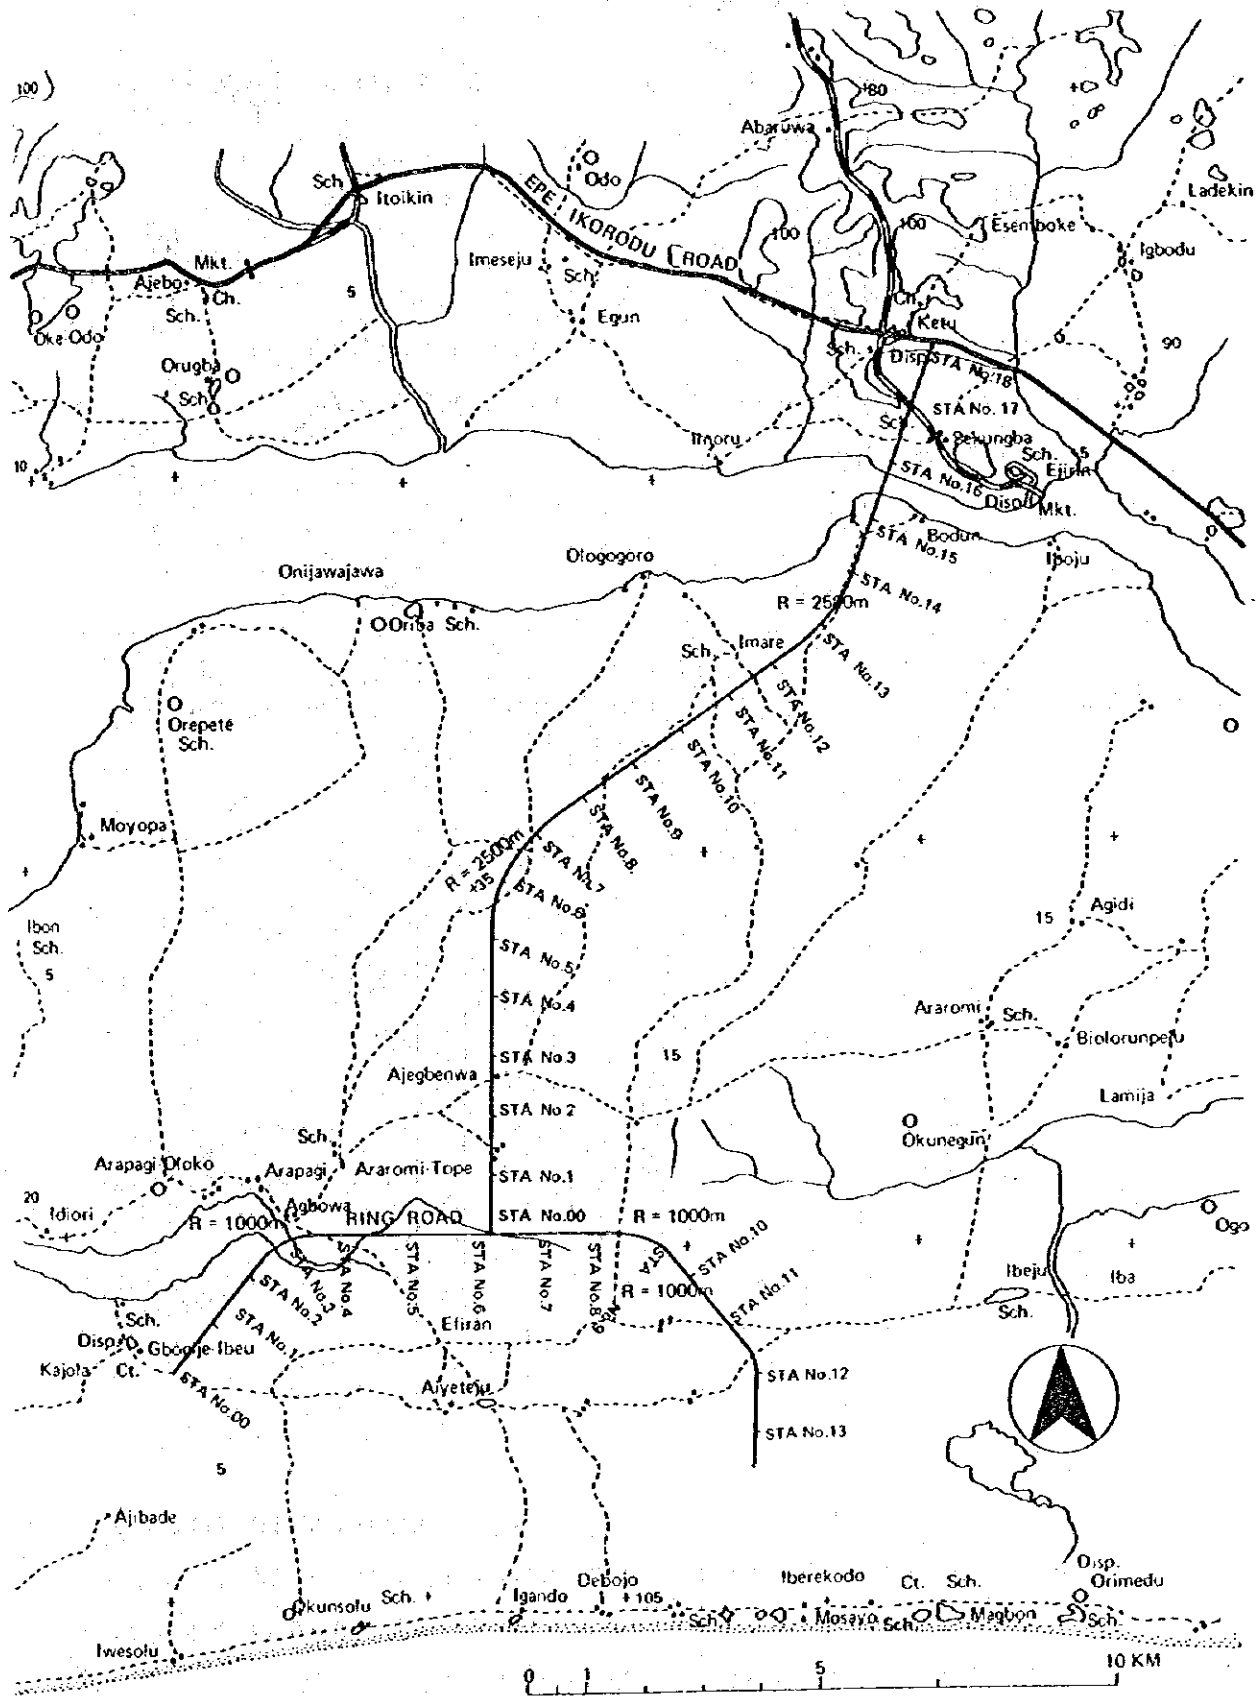 100
+80
Abaruwa
Sch.
Itoikin
Odo
EPE IKORODU ROAD
Ladekin
100
100
Esemboke
Igbodu
Mkt.
Ajebo
Ch.
Imeseju
Sch.
5
Sch.
Egun
Ch.
Ketu
Oke-Odo
Sch.
Disp.
STA No.18
90
Orugba
Sch.
STA No. 17
Sch.
Sekungba
Sch.
5
Ejirin
10
STA No.16
Disp.
Mkt.
Bodun
STA No.15
Ipoju
Ologogoro
Onijawajawa
STA No.14
R = 2500m
Oriba Sch.
Sch.
Imare
STA No.13
Orepete
Sch.
STA No.12
STA No.11
STA No.10
STA No.9
Moyopa
STA No.8.
R = 2500m
+35
STA No.7
STA No.6
Agidi
15
Ibon
Sch.
5
STA No.5
STA No.4
Araromi
Sch.
STA No.3
15
Biolorunpelu
Ajegbenwa
STA No.2
Lamija
Okunegun
Sch.
Arapagi-Oloko
Arapagi
Araromi-Tope
STA No.1
20
Idiori
Agbowa
R = 1000m
RING ROAD
STA No.00
R = 1000m
Ogo
STA No.10
STA No.3
STA No.4
STA No.5
STA No.6
STA No.7
STA No.8
STA No.9
STA No.2
R = 1000m
STA No.11
Ibeju
Iba
Sch.
Sch.
STA No.1
Efiran
Disp.
Kajola
Ct.
Aiyeteju
STA No.12
STA No.00
STA No.13
5
Ajibade
Disp.
Orimedu
Debojo
Iberekodo
Ct.
Sch.
Okunsolu
Sch.
Igando
+105
Sch.
Mosayo
Sch.
Magbon
Sch.
Iwesolu
0
1
5
10 KM